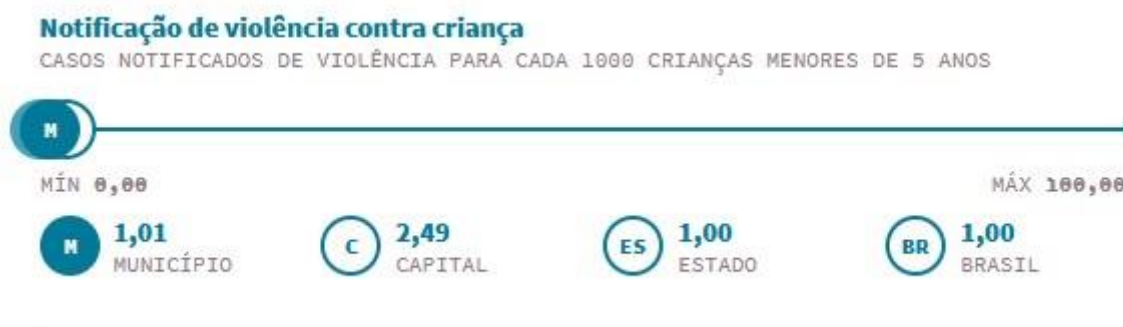 Notificação de violência contra criança
CASOS NOTIFICADOS DE VIOLÊNCIA PARA CADA 1000 CRIANÇAS MENORES DE 5 ANOS
M
MÍN 0,00 MÁX 100,00
M 1,01 C 2,49 ES 1,00 BR 1,00
MUNICÍPIO CAPITAL ESTADO BRASIL